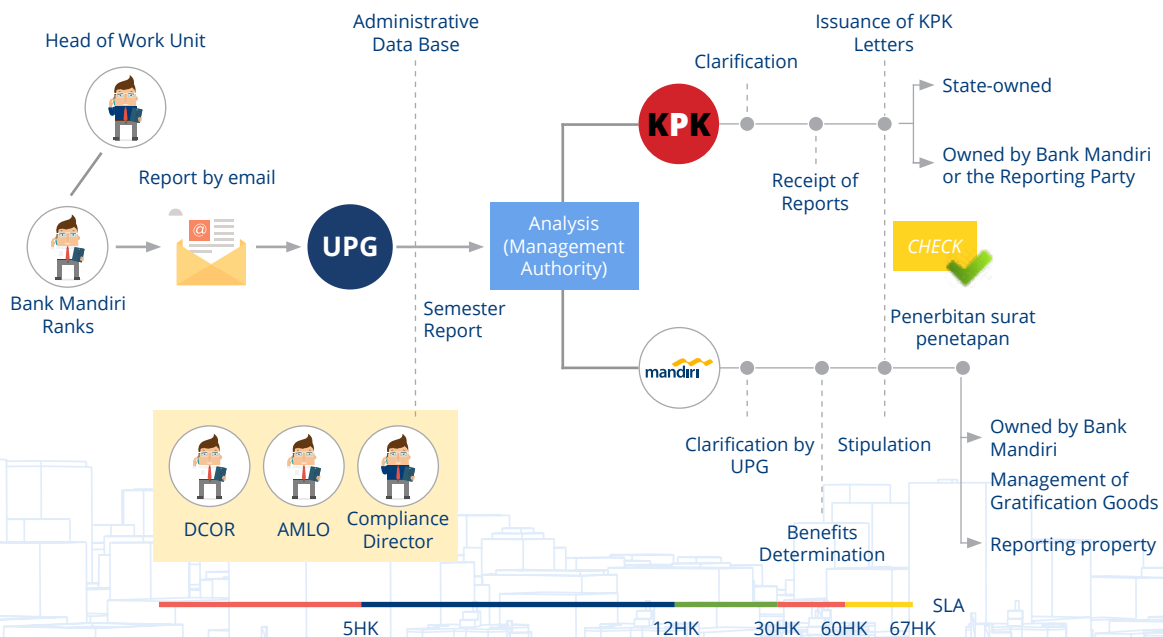 Head of Work Unit
Administrative
Data Base
Issuance of KPK
Letters
Clarification
State-owned
KPK
Report by email
@
Receipt of
Reports
Owned by Bank Mandiri
or the Reporting Party
UPG
Analysis
(Management
Authority)
CHECK
Bank Mandiri
Ranks
Semester
Report
Penerbitan surat
penetapan
mandiri
Clarification by
UPG
Stipulation
Owned by Bank
Mandiri
Management of
Gratification Goods
DCOR
AMLO
Compliance
Director
Benefits
Determination
Reporting property
SLA
5HK
12HK
30HK
60HK
67HK